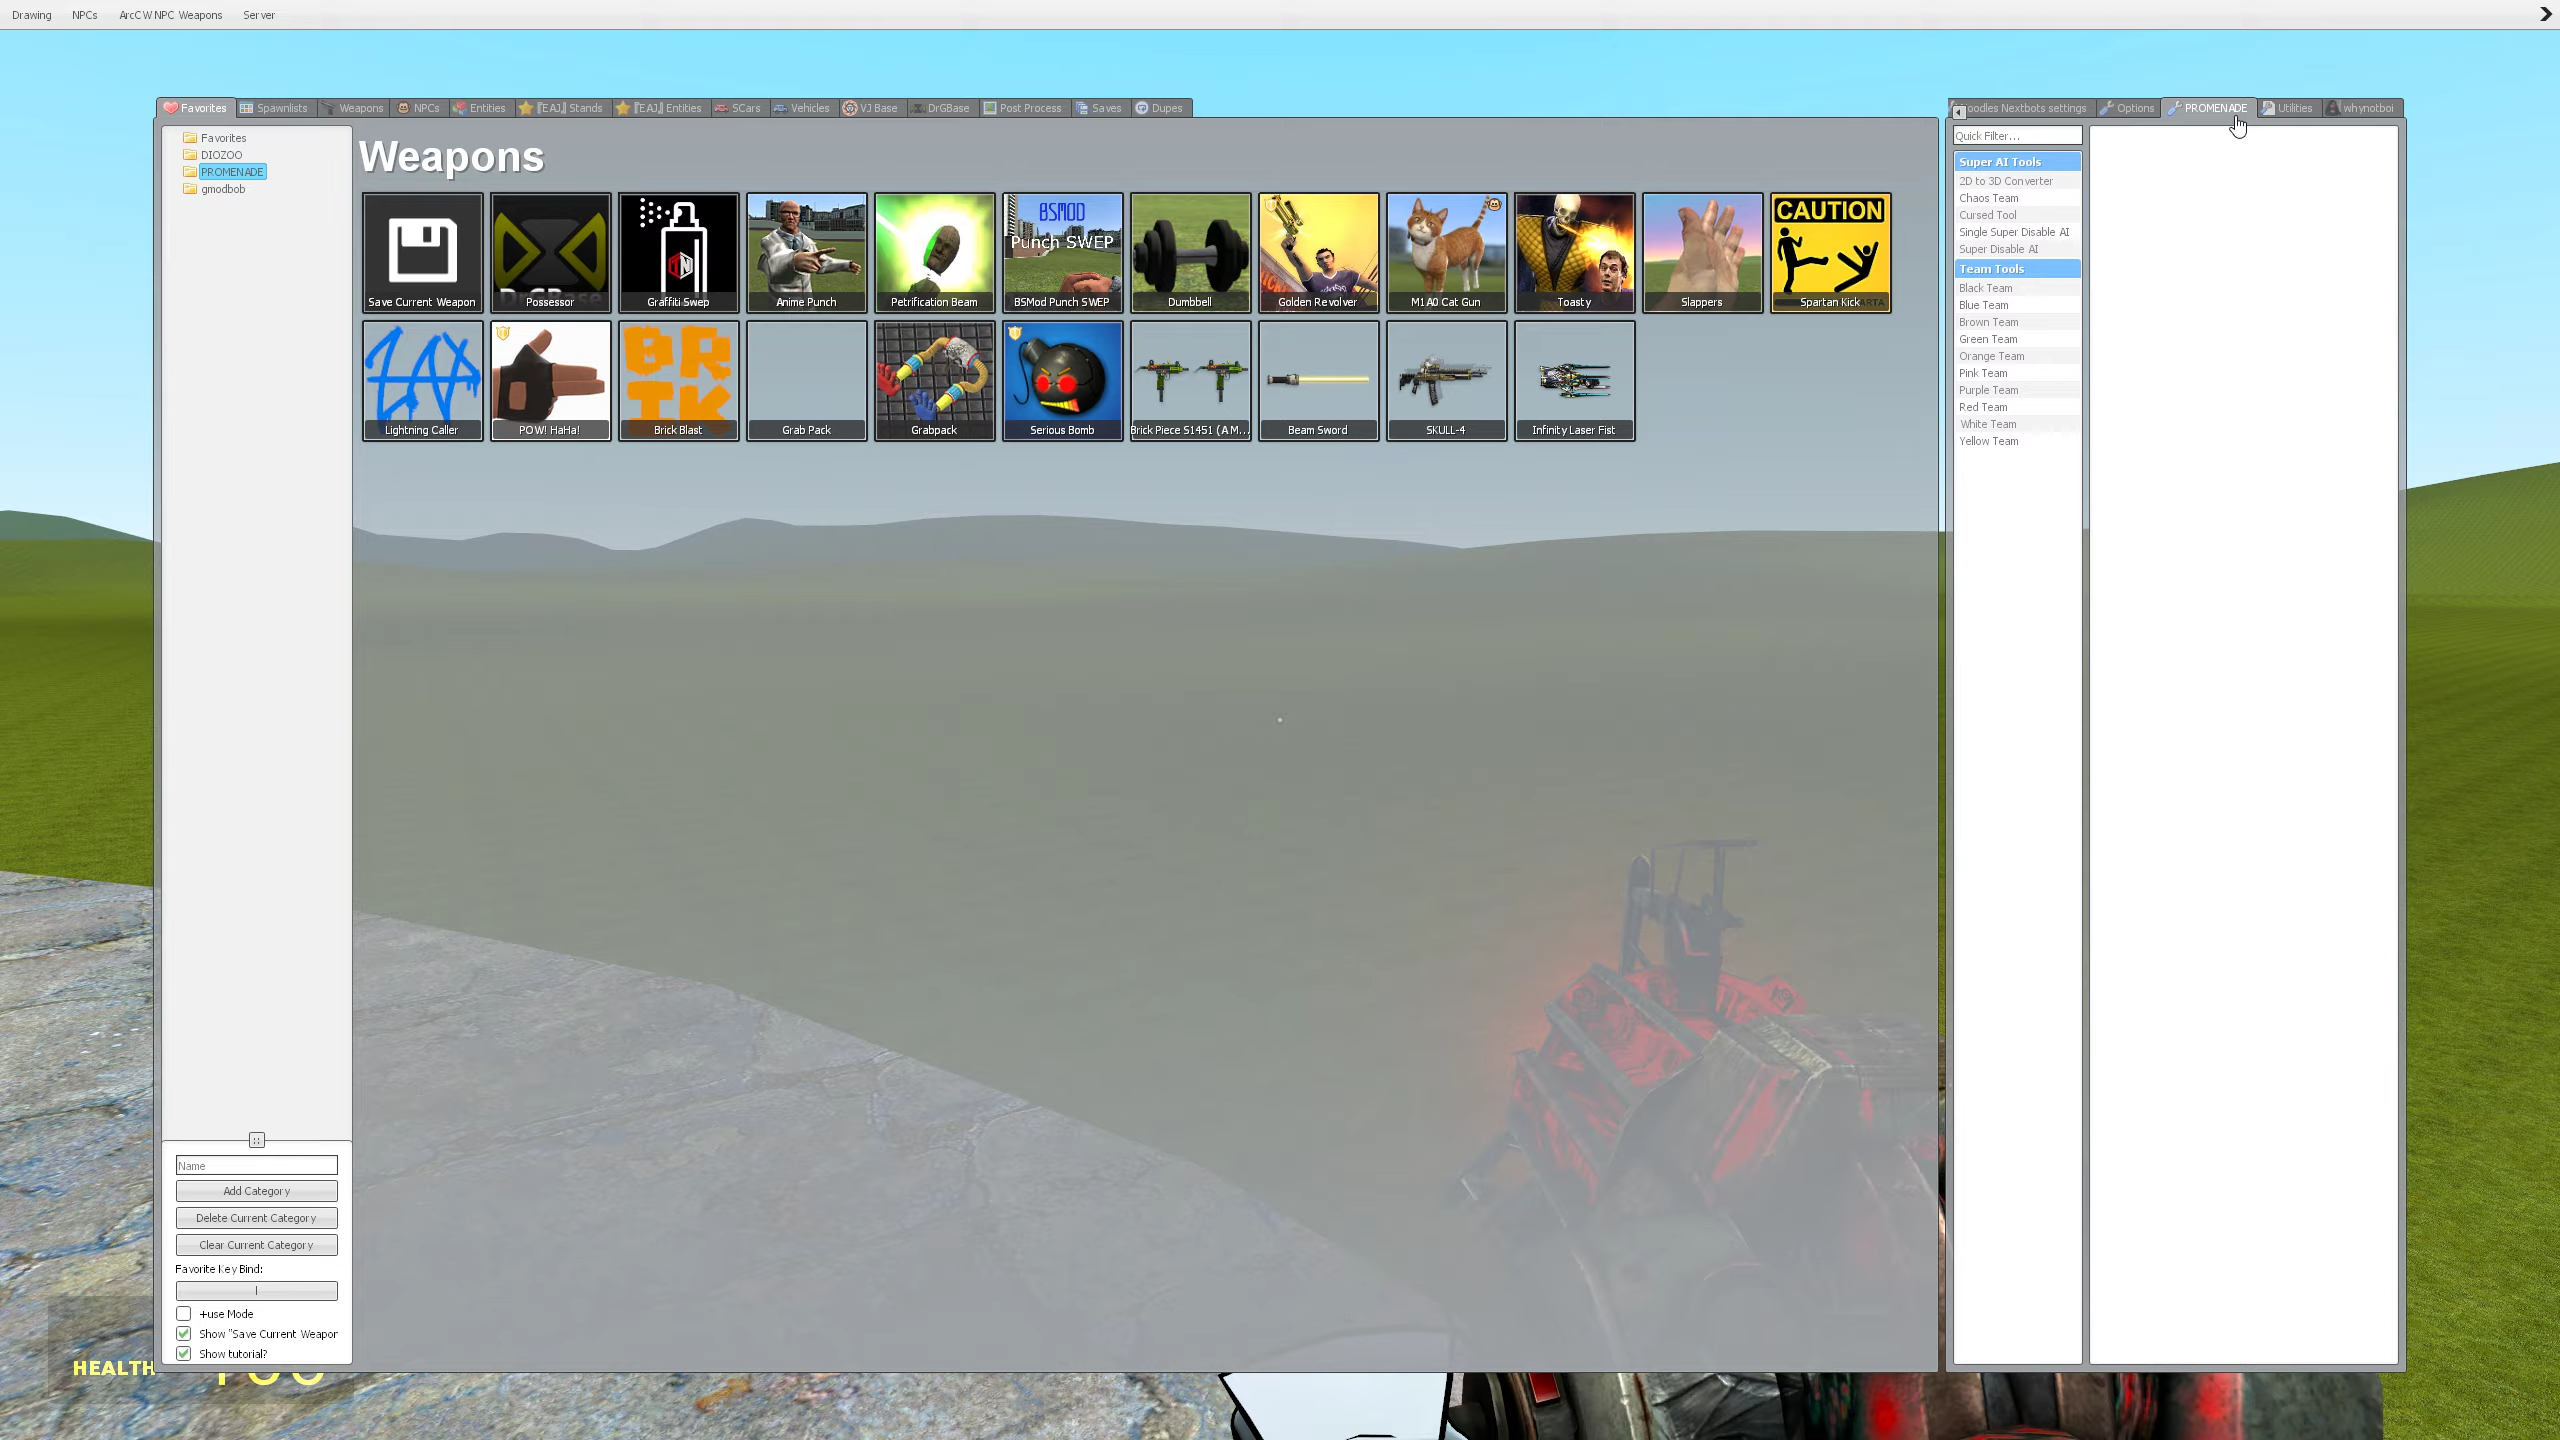 Drawing NPCs ArcCW NPC Weapons Server
Favorites Spawnlists Weapons NPCs Entities [EAJ] Stands [EAJ] Entities SCars Vehicles VJ Base DrGBase Post Process Saves Dupes
oodles Nextbots settings Options PROMENADE Utilities whynotboi
Favorites
DIOZOO
PROMENADE
gmodbob
Weapons
BSMOD
Punch SWEP
CAUTION
Save Current Weapon Possessor Graffiti Swep Anime Punch Petrification Beam BSMod Punch SWEP Dumbbell Golden Revolver M1A0 Cat Gun Toasty Slappers Spartan Kick
BR
IK
Lightning Caller POW! HaHa! Brick Blast Grab Pack Grabpack Serious Bomb Brick Piece S1451 (AM... Beam Sword SKULL-4 Infinity Laser Fist
Quick Filter...
Super AI Tools
2D to 3D Converter
Chaos Team
Cursed Tool
Single Super Disable AI
Super Disable AI
Team Tools
Black Team
Blue Team
Brown Team
Green Team
Orange Team
Pink Team
Purple Team
Red Team
White Team
Yellow Team
Name
Add Category
Delete Current Category
Clear Current Category
Favorite Key Bind:
I
+use Mode
Show "Save Current Weapor
Show tutorial?
HEALTH